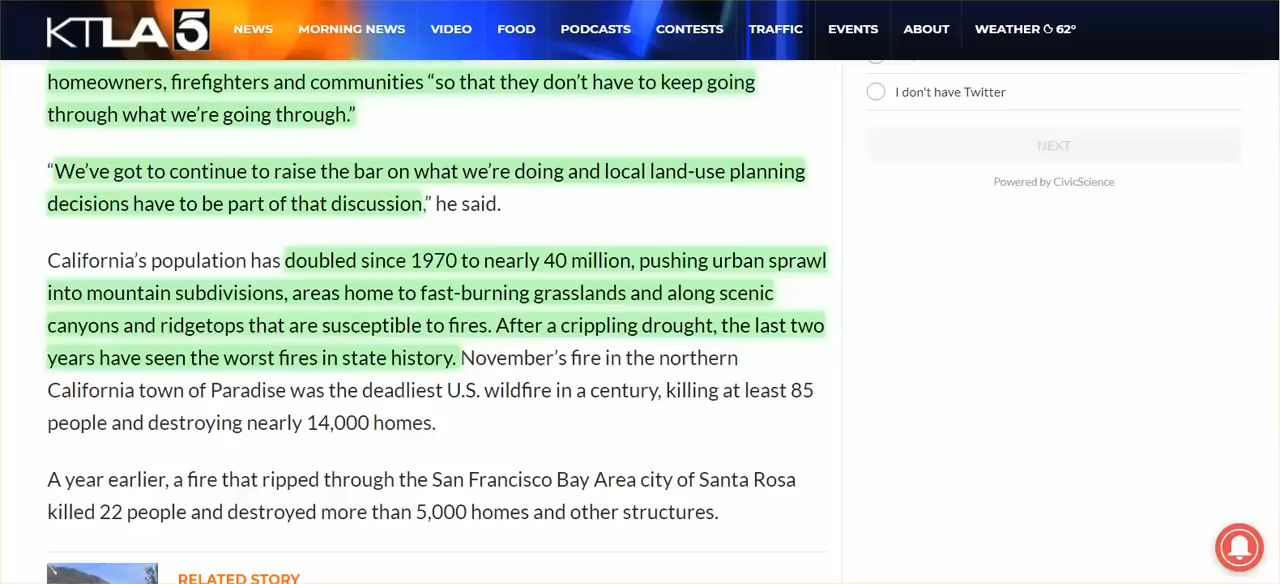 KTLA 5 NEWS MORNING NEWS VIDEO FOOD PODCASTS CONTESTS TRAFFIC EVENTS ABOUT WEATHER 62°
homeowners, firefighters and communities “so that they don’t have to keep going
through what we’re going through.”
“We’ve got to continue to raise the bar on what we’re doing and local land-use planning
decisions have to be part of that discussion,” he said.
California’s population has doubled since 1970 to nearly 40 million, pushing urban sprawl
into mountain subdivisions, areas home to fast-burning grasslands and along scenic
canyons and ridgetops that are susceptible to fires. After a crippling drought, the last two
years have seen the worst fires in state history. November’s fire in the northern
California town of Paradise was the deadliest U.S. wildfire in a century, killing at least 85
people and destroying nearly 14,000 homes.
A year earlier, a fire that ripped through the San Francisco Bay Area city of Santa Rosa
killed 22 people and destroyed more than 5,000 homes and other structures.
RELATED STORY
I don't have Twitter
NEXT
Powered by CivicScience